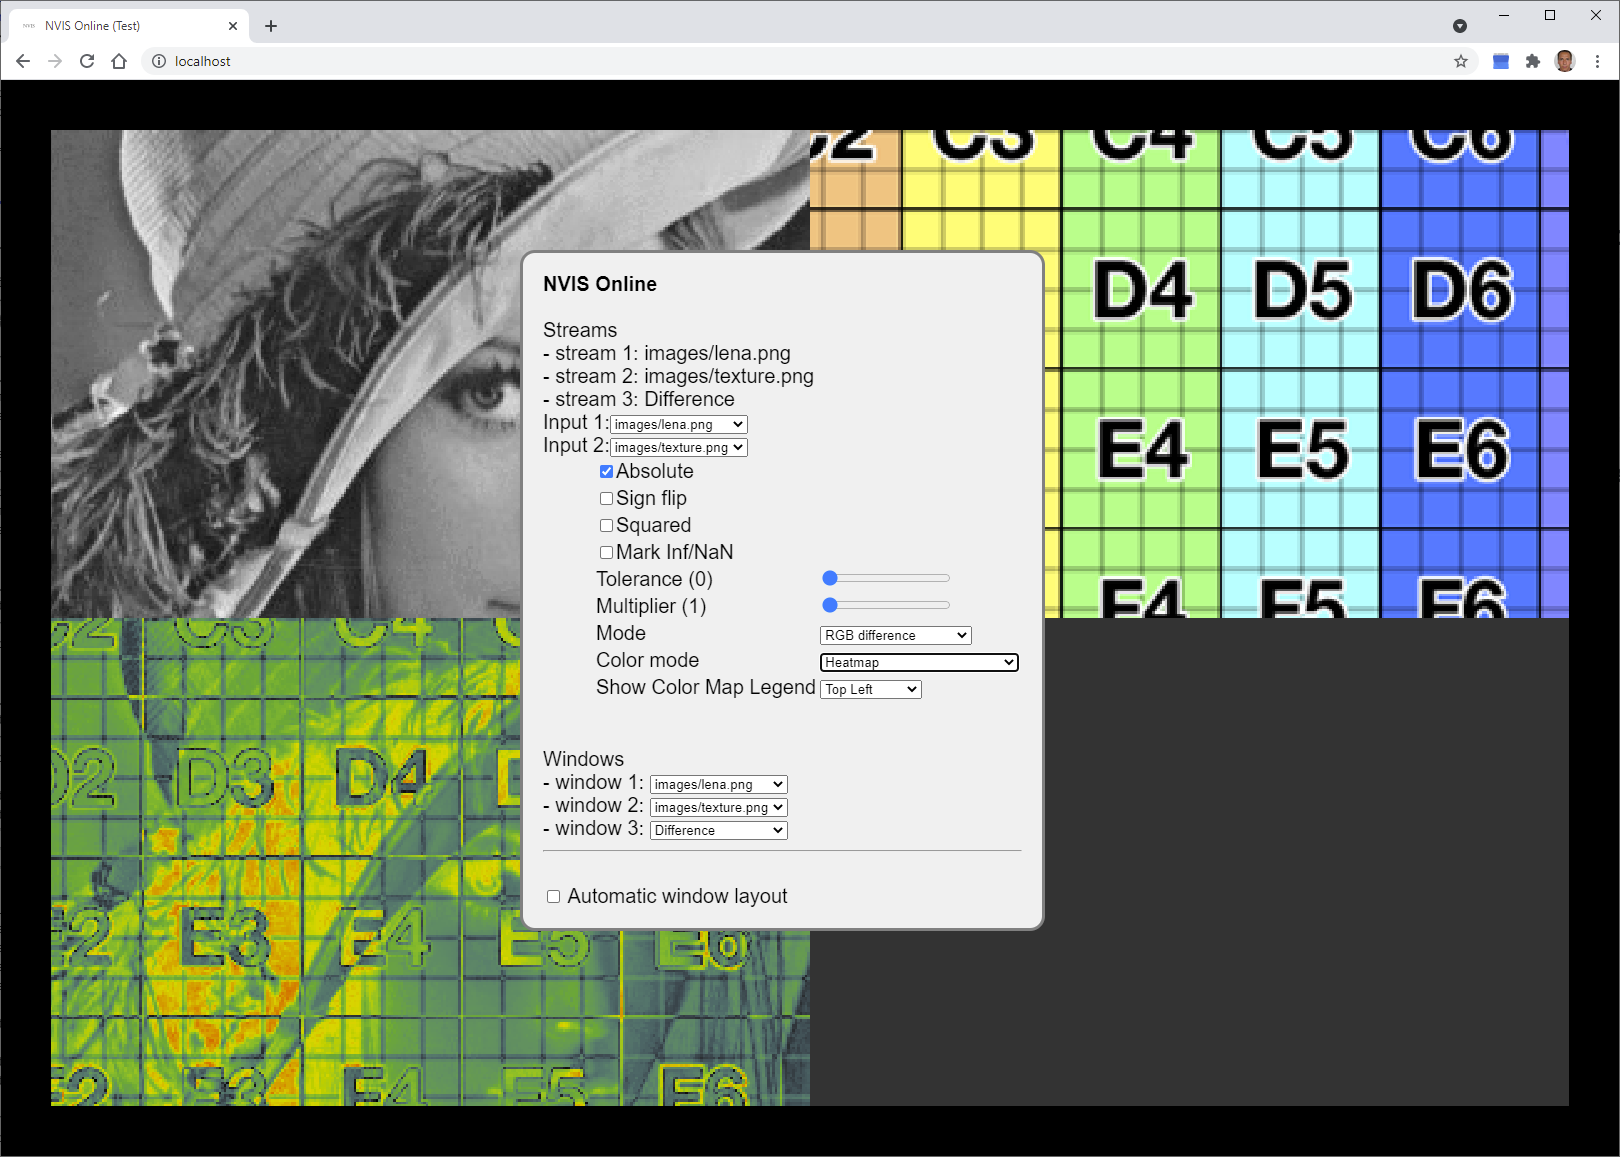 NVIS Online (Test)
localhost
C2 C3 C4 C5 C6
D4 D5 D6
E4 E5 E6
F4 F5 F6
NVIS Online
Streams
- stream 1: images/lena.png
- stream 2: images/texture.png
- stream 3: Difference
Input 1: images/lena.png
Input 2: images/texture.png
Absolute
Sign flip
Squared
Mark Inf/NaN
Tolerance (0)
Multiplier (1)
Mode RGB difference
Color mode Heatmap
Show Color Map Legend Top Left
Windows
- window 1: images/lena.png
- window 2: images/texture.png
- window 3: Difference
Automatic window layout
C2 C3 C4
D2 D3 D4
E2 E3 E4 E5 E6
F2 F3 F4 F5 F6